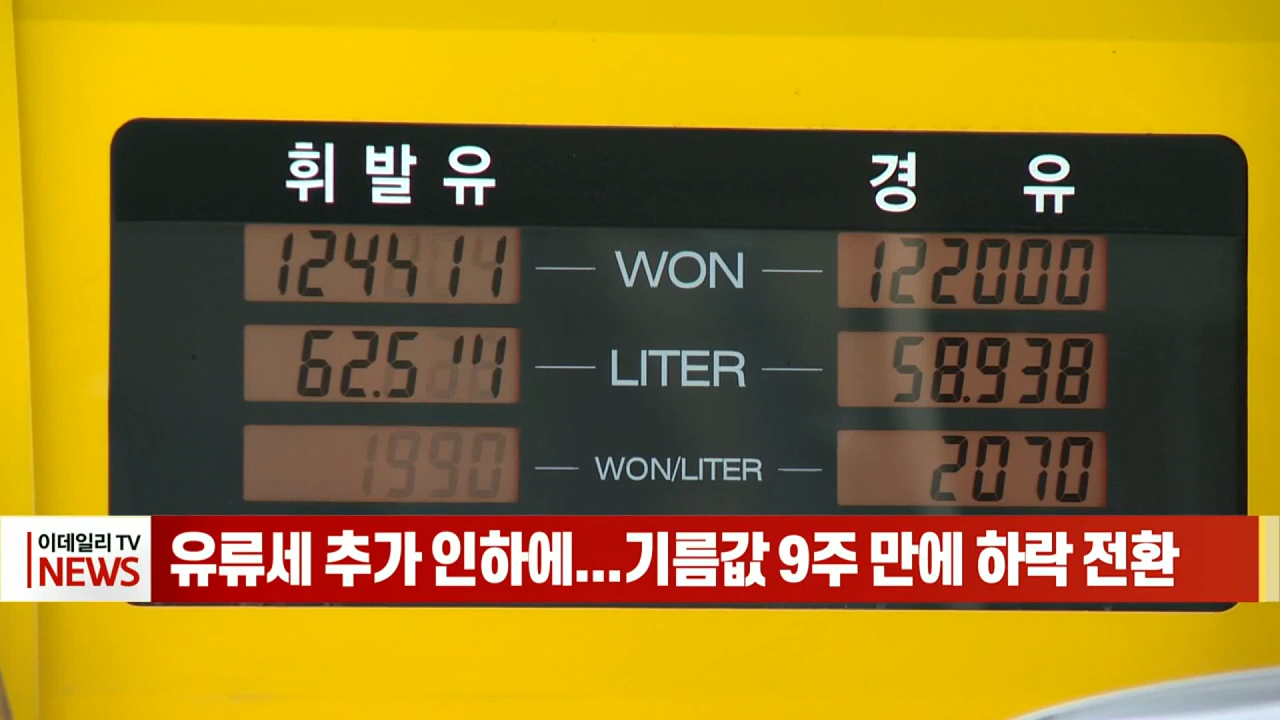 휘발유 경유
WON 122000
62.5 LITER 58.938
1990 WON/LITER 2070
이데일리 TV
NEWS
유류세 추가 인하에...기름값 9주 만에 하락 전환